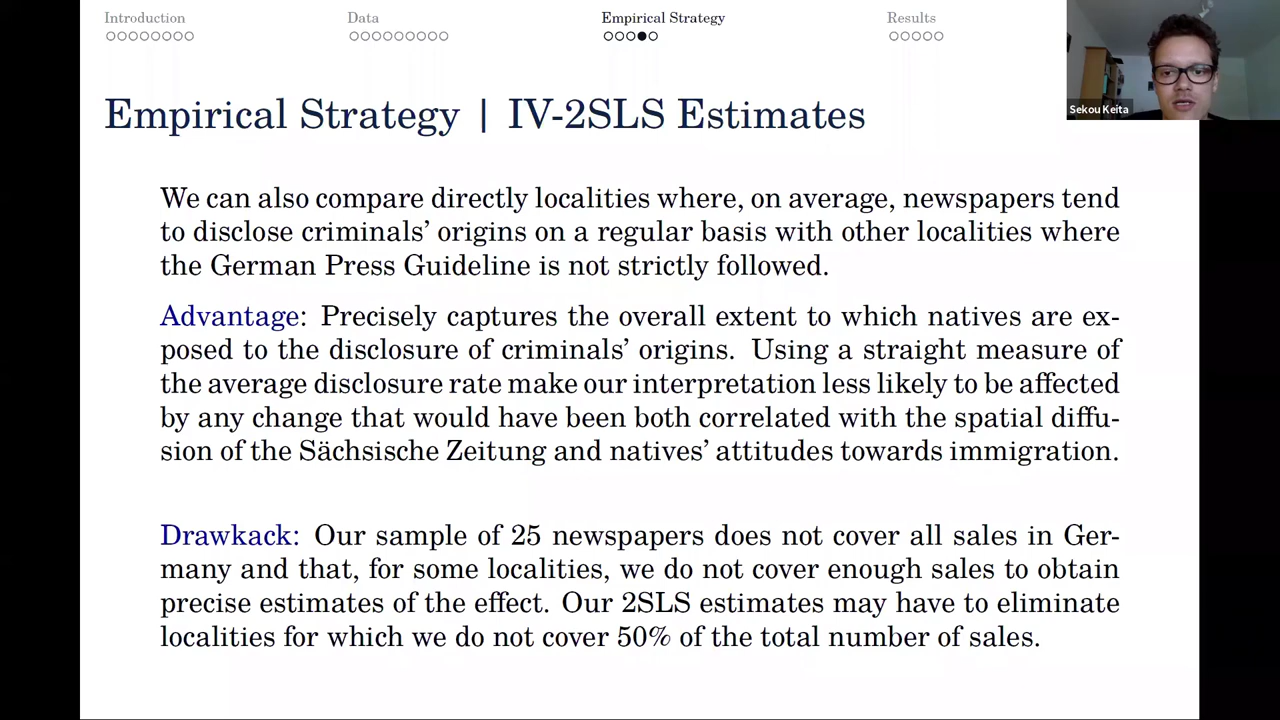 Introduction
Data
Empirical Strategy
Results
Sekou Keita
Empirical Strategy | IV-2SLS Estimates
We can also compare directly localities where, on average, newspapers tend
to disclose criminals’ origins on a regular basis with other localities where
the German Press Guideline is not strictly followed.
Advantage: Precisely captures the overall extent to which natives are ex-
posed to the disclosure of criminals’ origins. Using a straight measure of
the average disclosure rate make our interpretation less likely to be affected
by any change that would have been both correlated with the spatial diffu-
sion of the Sächsische Zeitung and natives’ attitudes towards immigration.
Drawkack: Our sample of 25 newspapers does not cover all sales in Ger-
many and that, for some localities, we do not cover enough sales to obtain
precise estimates of the effect. Our 2SLS estimates may have to eliminate
localities for which we do not cover 50% of the total number of sales.